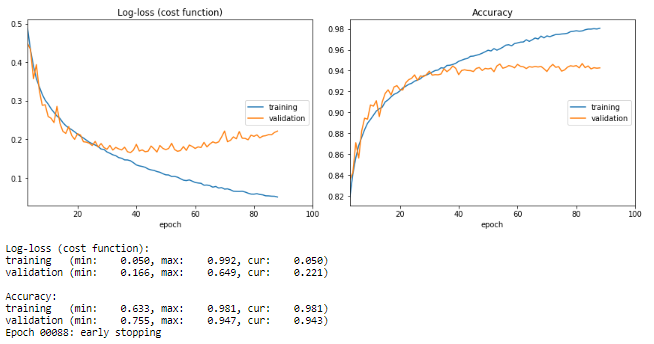 Log-loss (cost function)
0.5
0.4
0.3
0.2
0.1
20
40
60
80
100
epoch
training
validation
Accuracy
0.98
0.96
0.94
0.92
0.90
0.88
0.86
0.84
0.82
20
40
60
80
100
epoch
training
validation
Log-loss (cost function):
training   (min:    0.050, max:    0.992, cur:    0.050)
validation (min:    0.166, max:    0.649, cur:    0.221)
Accuracy:
training   (min:    0.633, max:    0.981, cur:    0.981)
validation (min:    0.755, max:    0.947, cur:    0.943)
Epoch 00088: early stopping